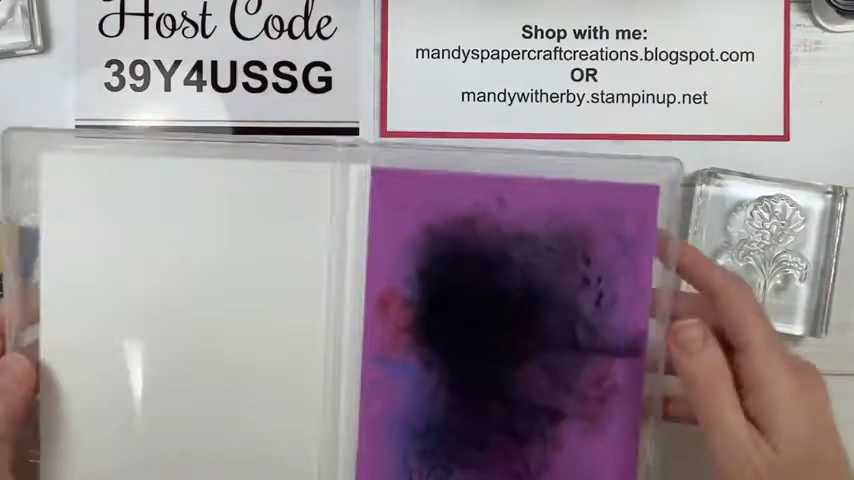 Host Code
39Y4USSG
Shop with me:
mandyspapercraftcreations.blogspot.com
OR
mandywitherby.stampinup.net